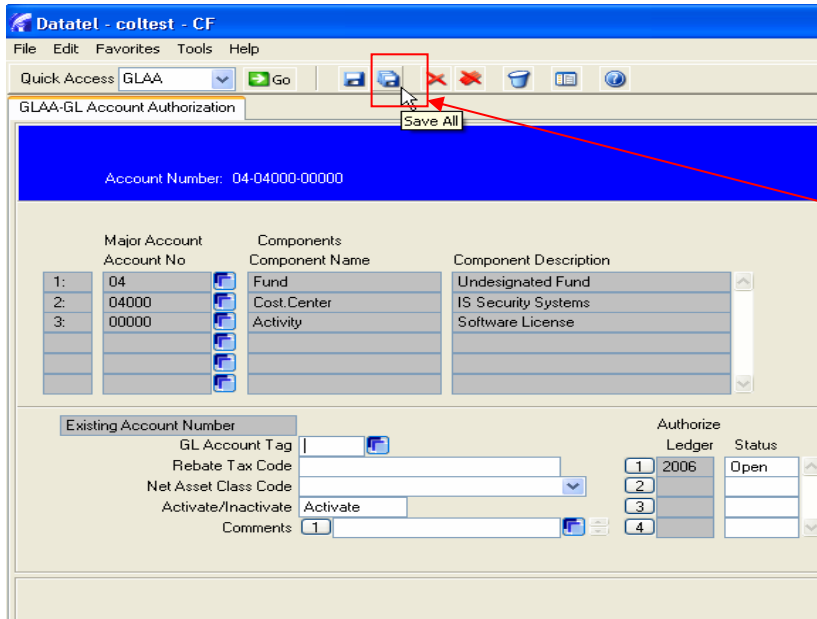 Datatel - coltest - CF
File Edit Favorites Tools Help
Quick Access GLAA Go
GLAA-GL Account Authorization
Save All
Account Number: 04-04000-00000
Major Account Components
Account No Component Name Component Description
1: 04 Fund Undesignated Fund
2: 04000 Cost.Center IS Security Systems
3: 00000 Activity Software License
Existing Account Number Authorize
GL Account Tag Ledger Status
Rebate Tax Code 1 2006 Open
Net Asset Class Code 2
Activate/Inactivate Activate 3
Comments 1 4